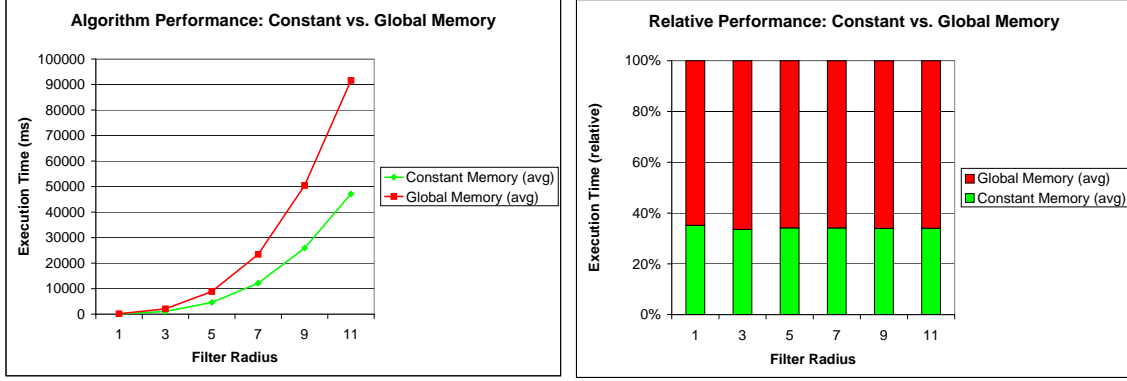 Algorithm Performance: Constant vs. Global Memory
Execution Time (ms)
100000
90000
80000
70000
60000
50000
40000
30000
20000
10000
0
1 3 5 7 9 11
Filter Radius
Constant Memory (avg)
Global Memory (avg)
Relative Performance: Constant vs. Global Memory
Execution Time (relative)
100%
80%
60%
40%
20%
0%
1 3 5 7 9 11
Filter Radius
Global Memory (avg)
Constant Memory (avg)